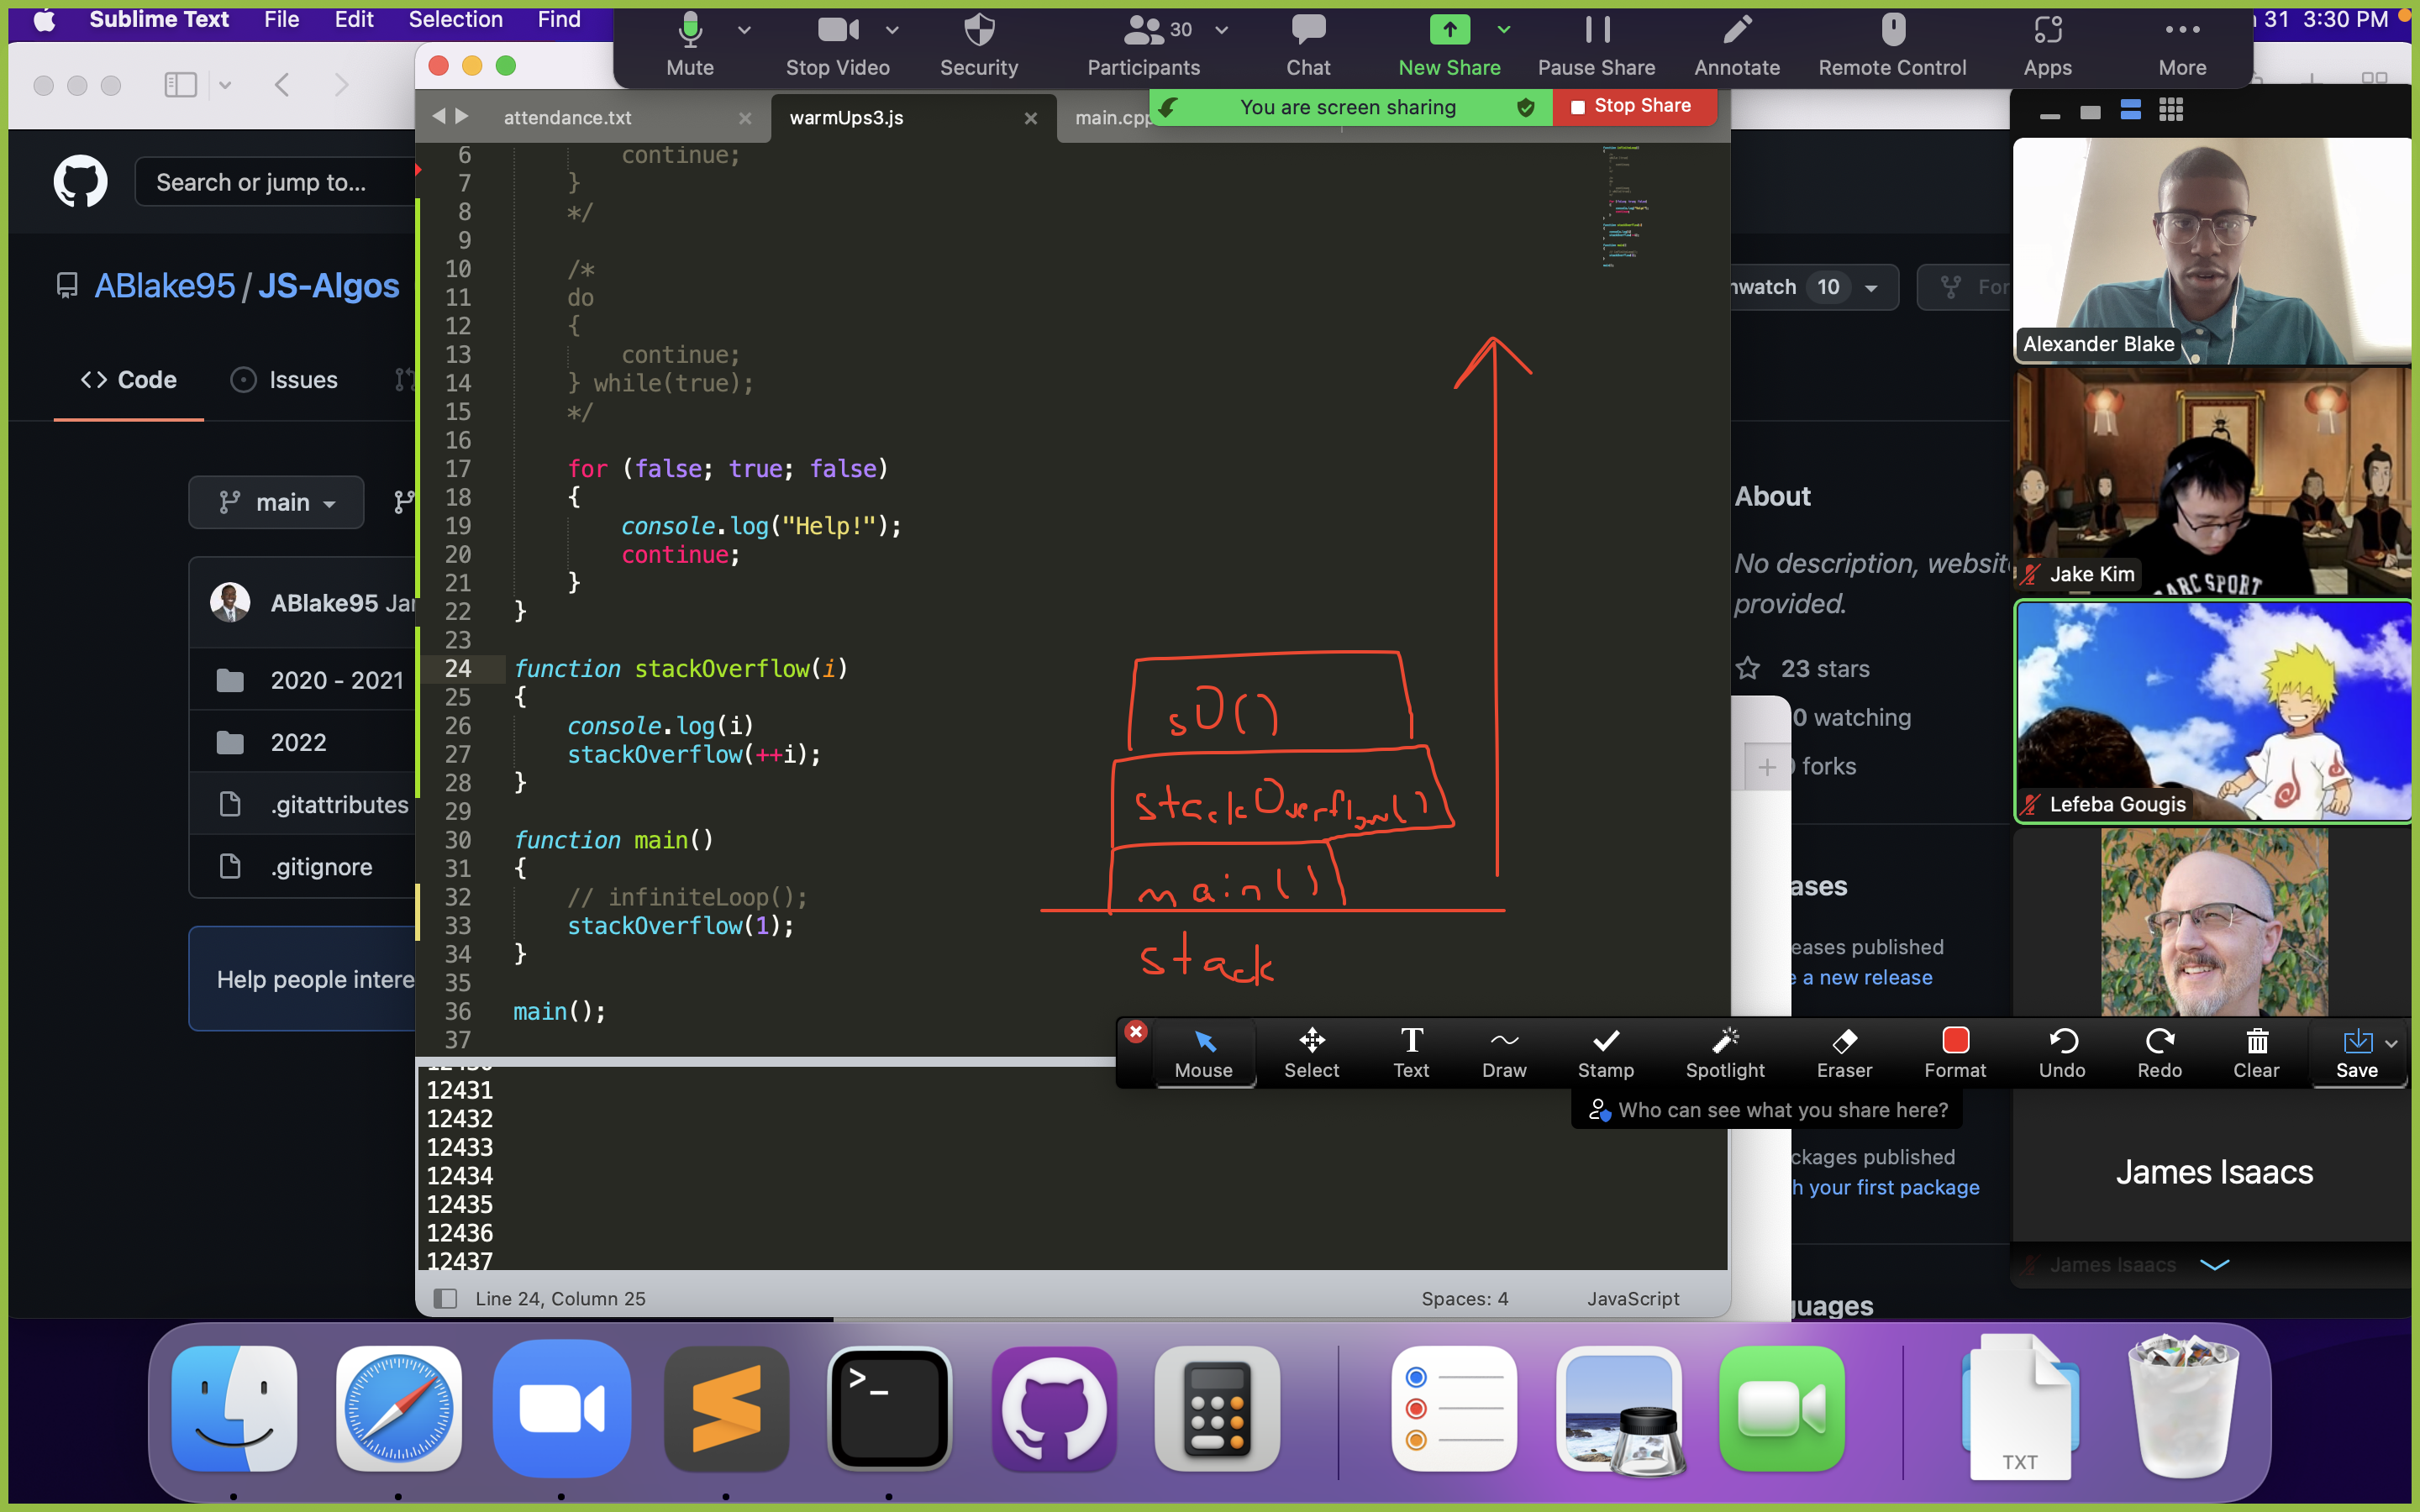 Sublime Text File Edit Selection Find
31 3:30 PM
Mute Stop Video Security 30 Participants Chat New Share Pause Share Annotate Remote Control Apps More
You are screen sharing Stop Share
attendance.txt warmUps3.js main.cpp
Search or jump to...
ABlake95 / JS-Algos
Code Issues
main
ABlake95 Jan
2020 - 2021
2022
.gitattributes
.gitignore
Help people intere
6 continue;
7 }
8 */
9
10 /*
11 do
12 {
13 continue;
14 } while(true);
15 */
16
17 for (false; true; false)
18 {
19 console.log("Help!");
20 continue;
21 }
22 }
23
24 function stackOverflow(i)
25 {
26 console.log(i)
27 stackOverflow(++i);
28 }
29
30 function main()
31 {
32 // infiniteLoop();
33 stackOverflow(1);
34 }
35
36 main();
37
sO()
stackOverflow()
main()
stack
12431
12432
12433
12434
12435
12436
12437
Line 24, Column 25 Spaces: 4 JavaScript
nwatch 10 For
About
No description, websit
provided.
23 stars
0 watching
forks
ases
eases published
e a new release
ckages published
h your first package
guages
Alexander Blake
ARC SPORT
Jake Kim
Lefeba Gougis
Mouse Select Text Draw Stamp Spotlight Eraser Format Undo Redo Clear Save
Who can see what you share here?
James Isaacs
James Isaacs
TXT